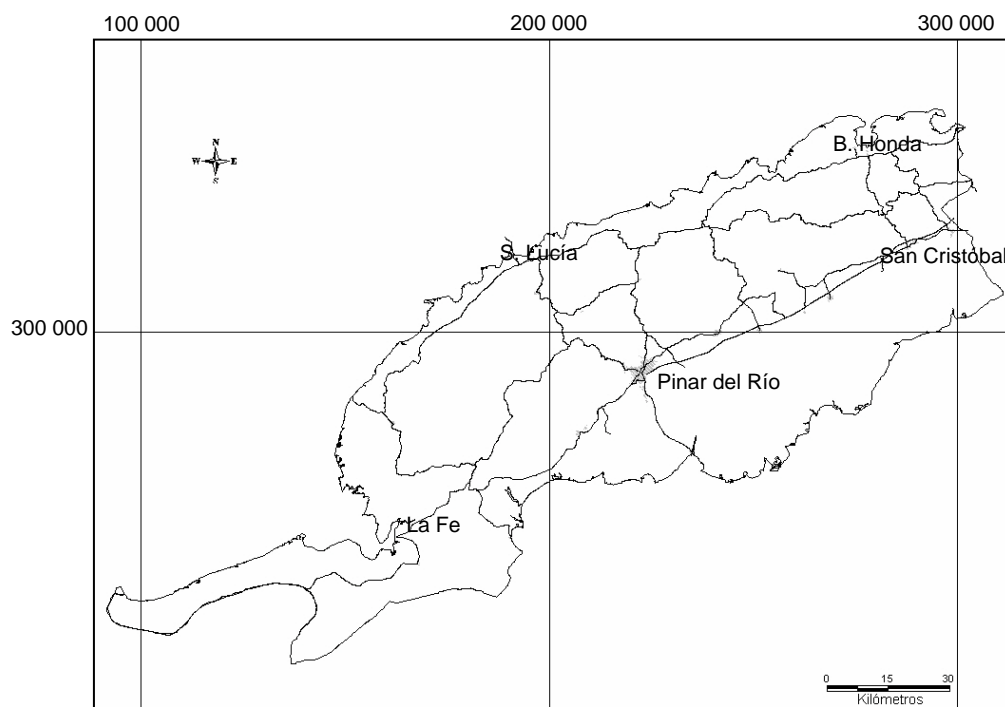 100 000
200 000
300 000
N
W E
S
B. Honda
S. Lucía
San Cristóbal
300 000
Pinar del Río
La Fe
0 15 30
Kilómetros